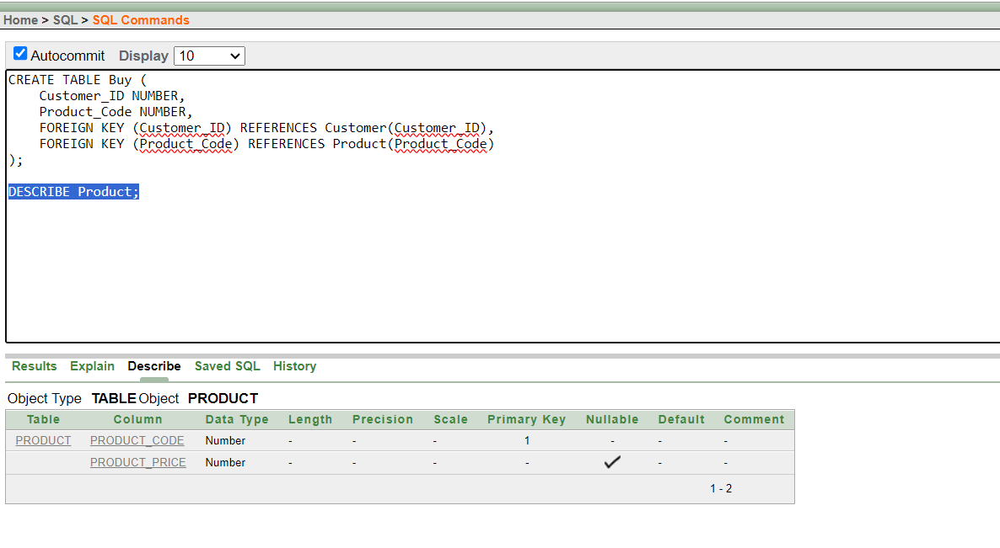 Home > SQL > SQL Commands
Autocommit Display 10
CREATE TABLE Buy (
    Customer_ID NUMBER,
    Product_Code NUMBER,
    FOREIGN KEY (Customer_ID) REFERENCES Customer(Customer_ID),
    FOREIGN KEY (Product_Code) REFERENCES Product(Product_Code)
);
DESCRIBE Product;
Results Explain Describe Saved SQL History
Object Type TABLE Object PRODUCT
Table Column Data Type Length Precision Scale Primary Key Nullable Default Comment
PRODUCT PRODUCT_CODE Number - - - 1 - - -
PRODUCT_PRICE Number - - - - ✓ - -
1 - 2